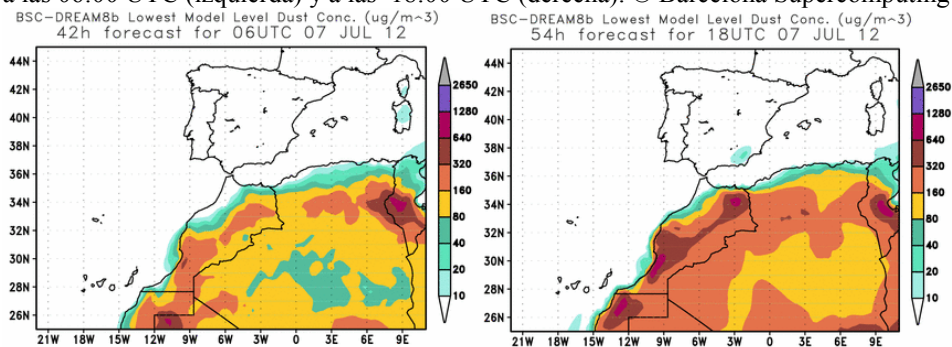 a las 06:00 UTC (izquierda) y a las 18:00 UTC (derecha). © Barcelona Supercomputing
BSC-DREAM8b Lowest Model Level Dust Conc. (ug/m^3)
42h forecast for 06UTC 07 JUL 12
44N
42N
40N
38N
36N
34N
32N
30N
28N
26N
21W 18W 15W 12W 9W 6W 3W 0 3E 6E 9E
2650
1280
640
320
160
80
40
20
10
BSC-DREAM8b Lowest Model Level Dust Conc. (ug/m^3)
54h forecast for 18UTC 07 JUL 12
44N
42N
40N
38N
36N
34N
32N
30N
28N
26N
21W 18W 15W 12W 9W 6W 3W 0 3E 6E 9E
2650
1280
640
320
160
80
40
20
10